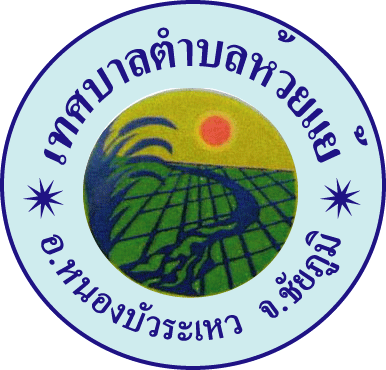 เทศบาลตำบลห้วยแย้
อ.หนองบัวระเหว จ.ชัยภูมิ